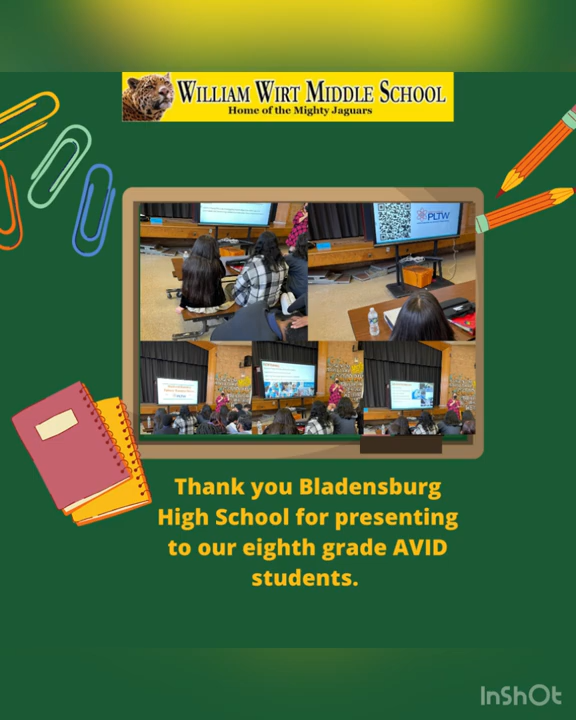 WILLIAM WIRT MIDDLE SCHOOL
Home of the Mighty Jaguars
PLTW
Thank you Bladensburg
High School for presenting
to our eighth grade AVID
students.
InShOt